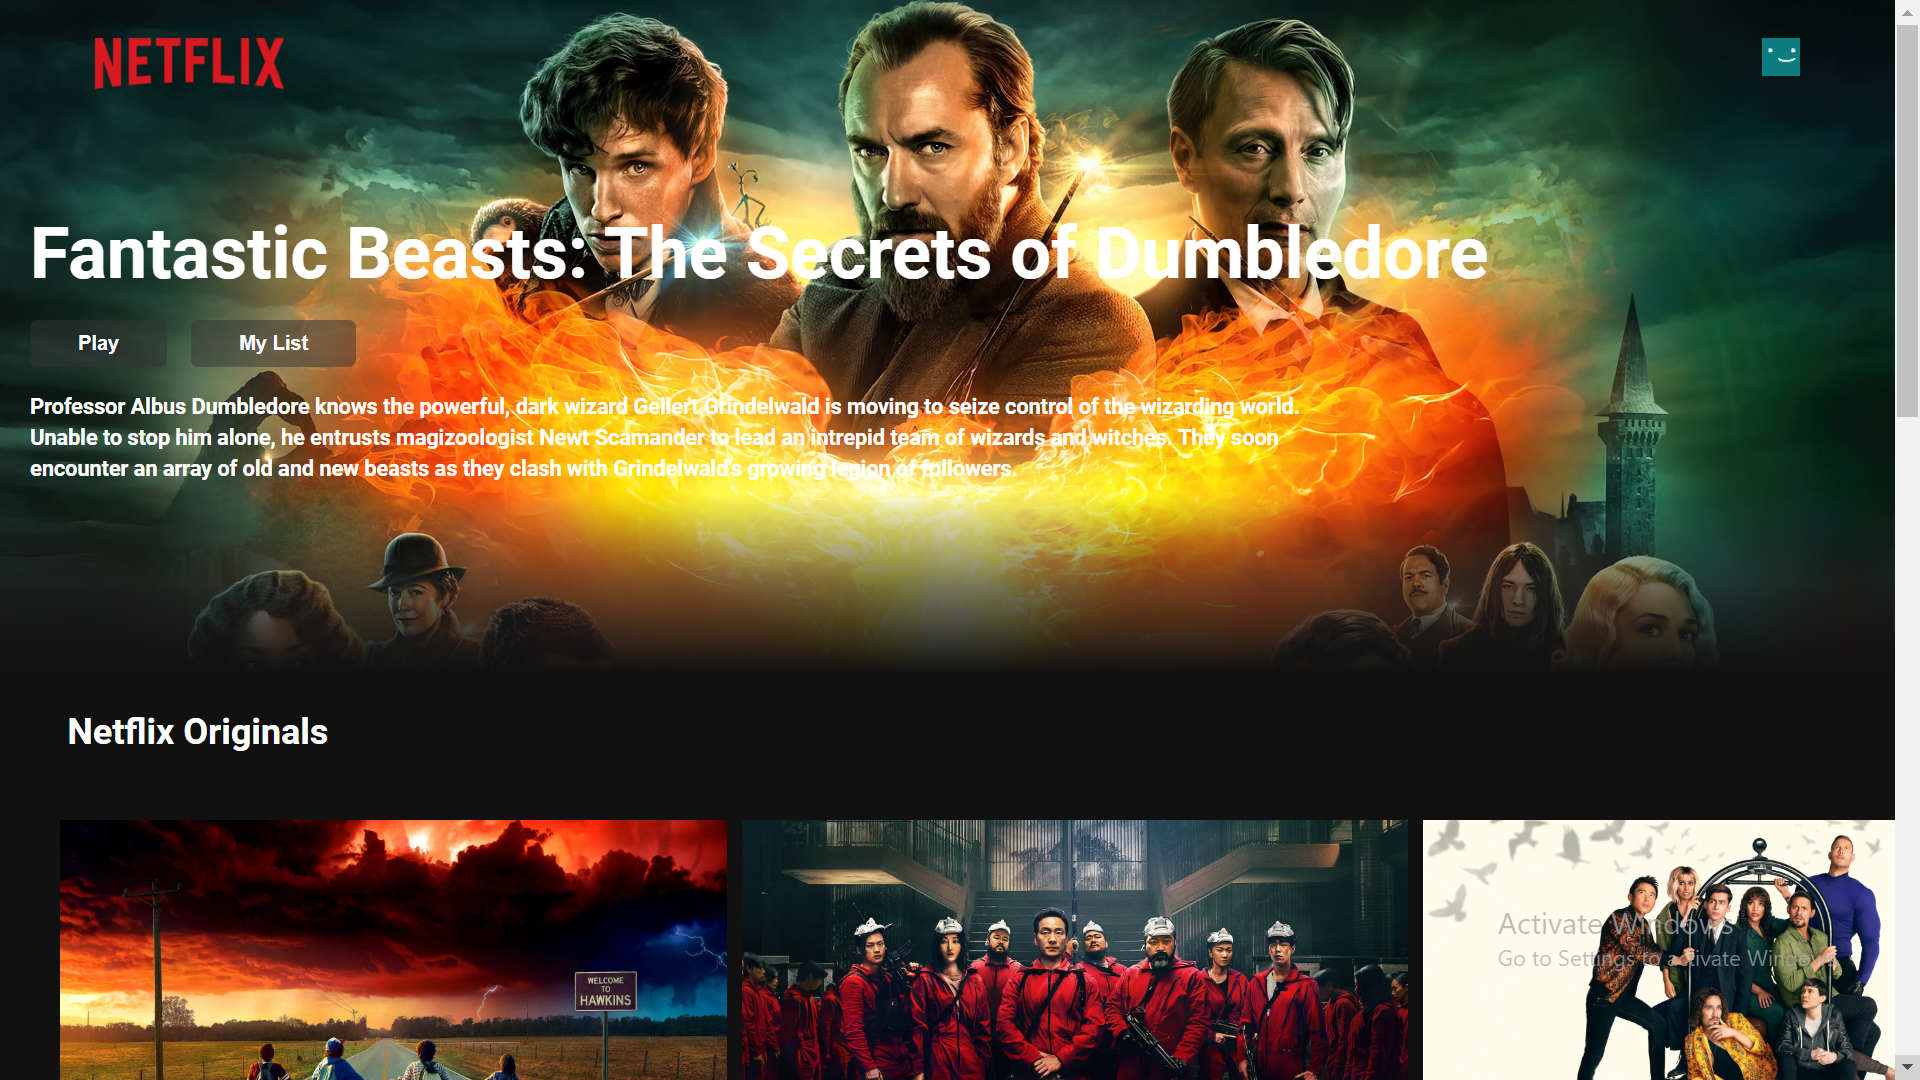 NETFLIX
Fantastic Beasts: The Secrets of Dumbledore
Play
My List
Professor Albus Dumbledore knows the powerful, dark wizard Gellert Grindelwald is moving to seize control of the wizarding world.
Unable to stop him alone, he entrusts magizoologist Newt Scamander to lead an intrepid team of wizards and witches. They soon
encounter an array of old and new beasts as they clash with Grindelwald's growing legion of followers.
Netflix Originals
WELCOME
TO
HAWKINS
Activate Windows
Go to Settings to activate Windows.